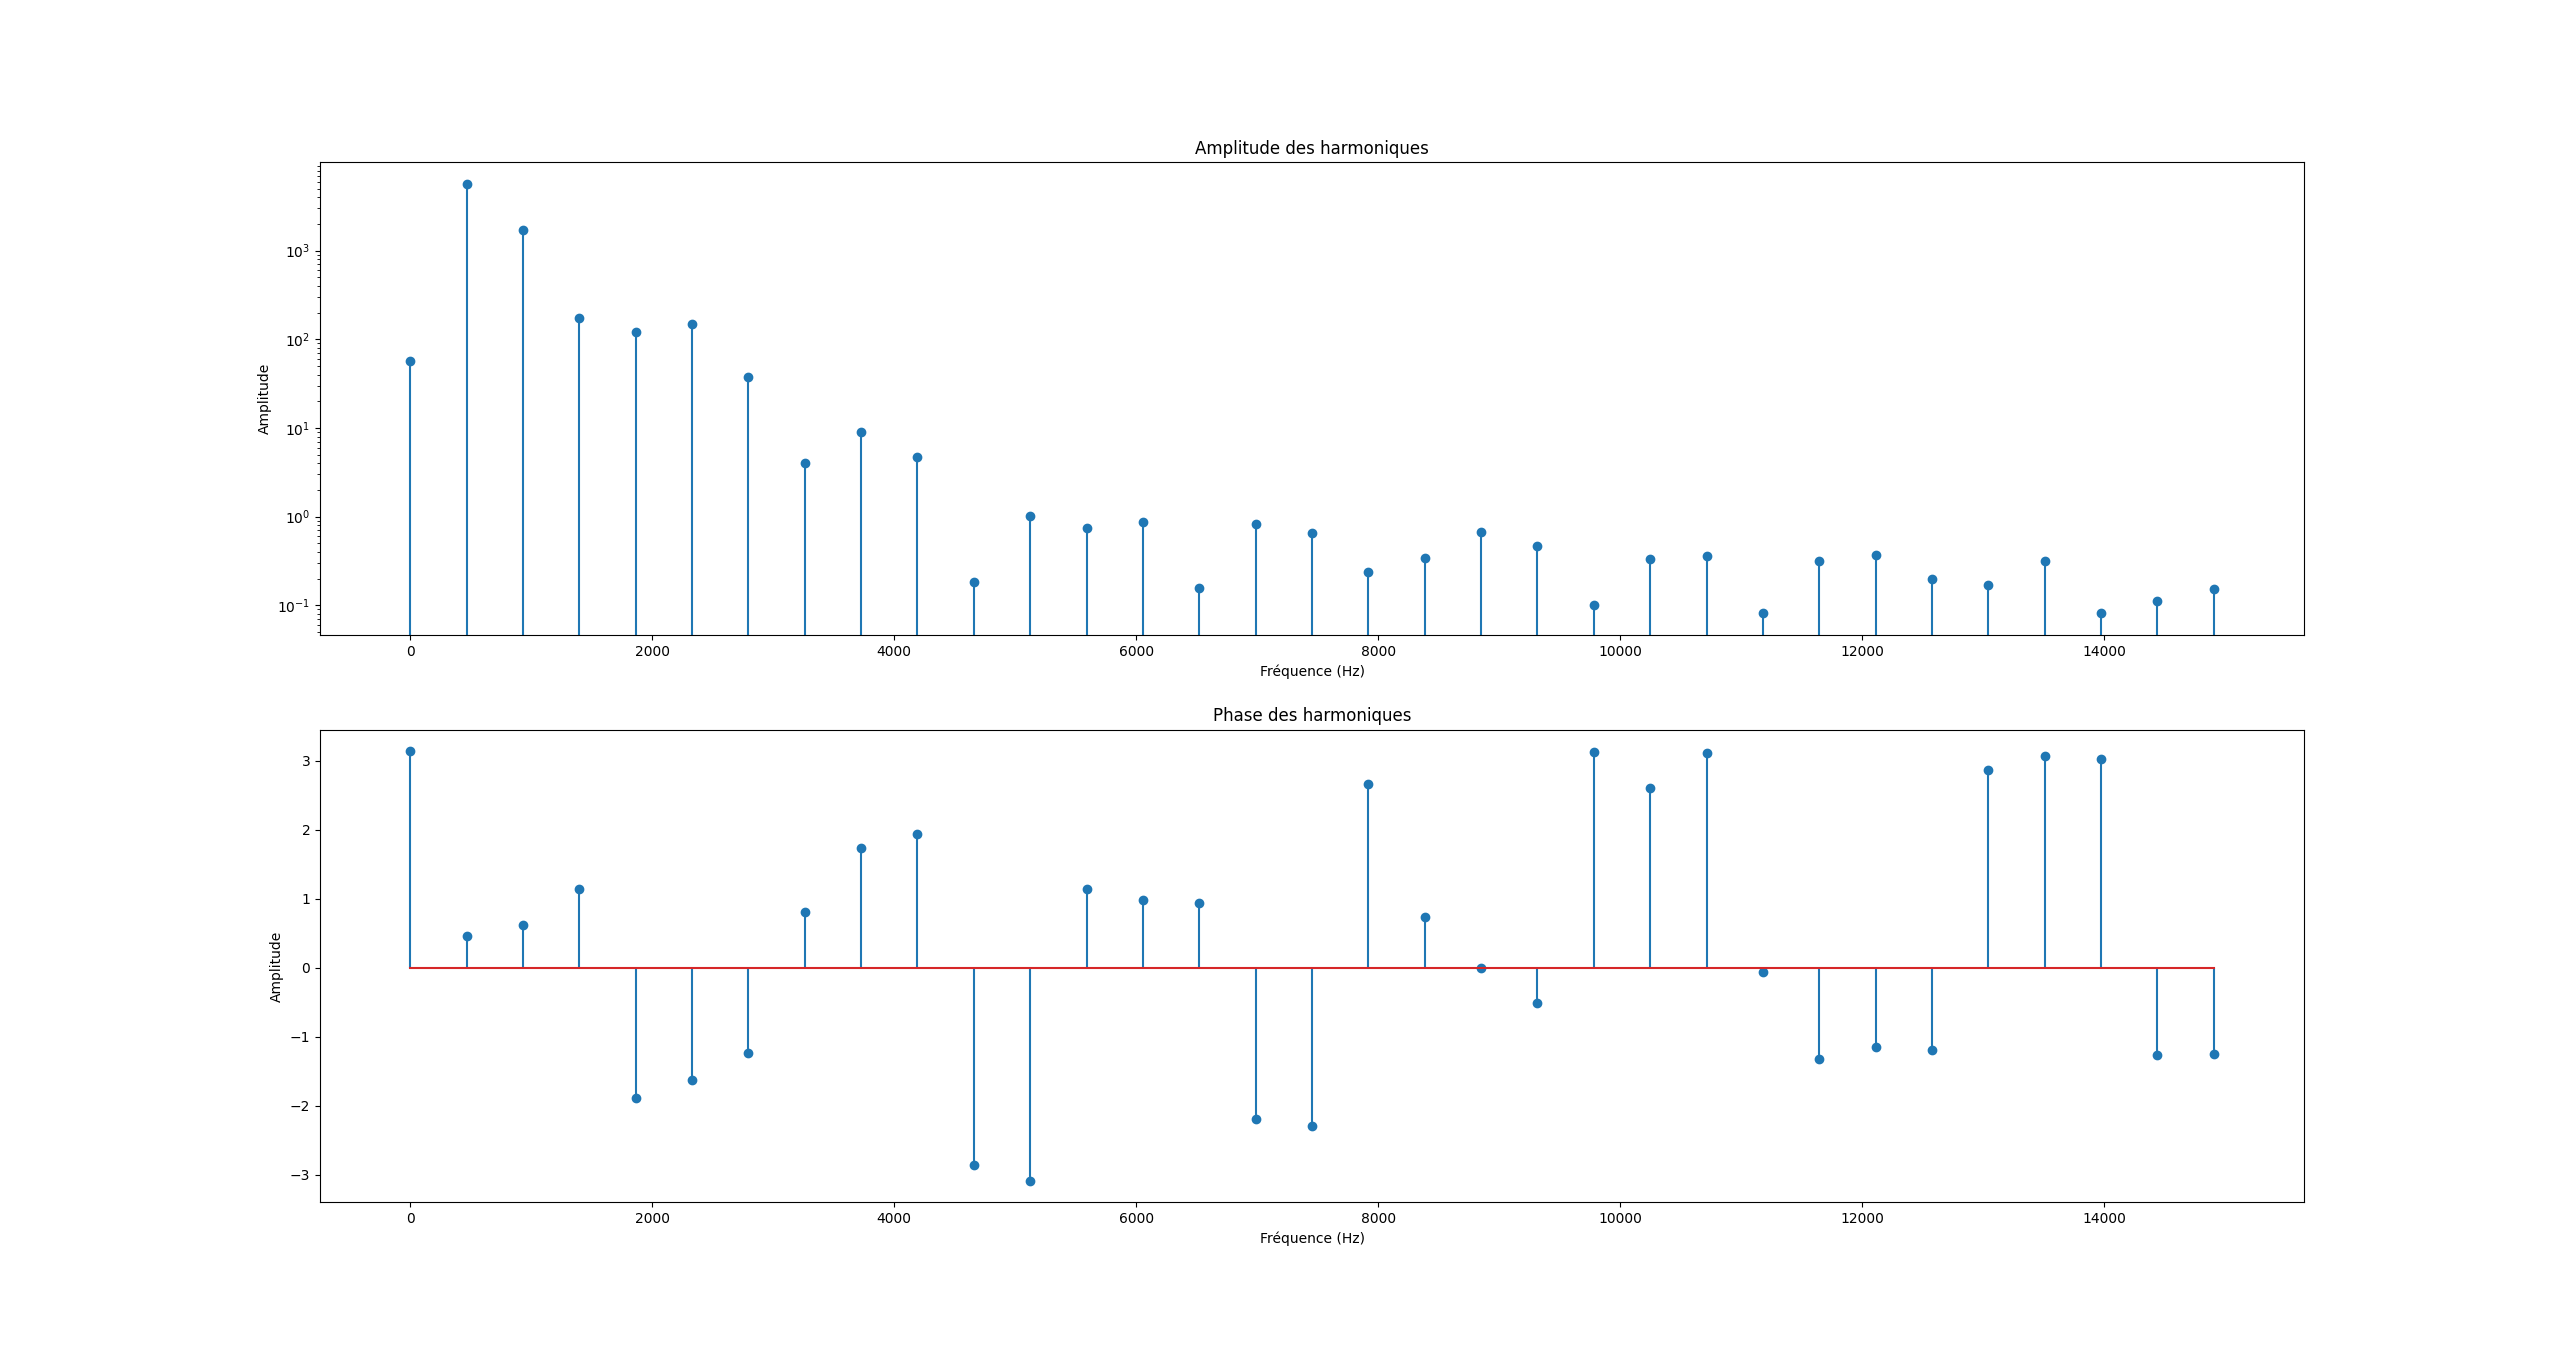 Amplitude des harmoniques
Amplitude
10³
10²
10¹
10⁰
10⁻¹
0 2000 4000 6000 8000 10000 12000 14000
Fréquence (Hz)
Phase des harmoniques
Amplitude
3
2
1
0
−1
−2
−3
0 2000 4000 6000 8000 10000 12000 14000
Fréquence (Hz)